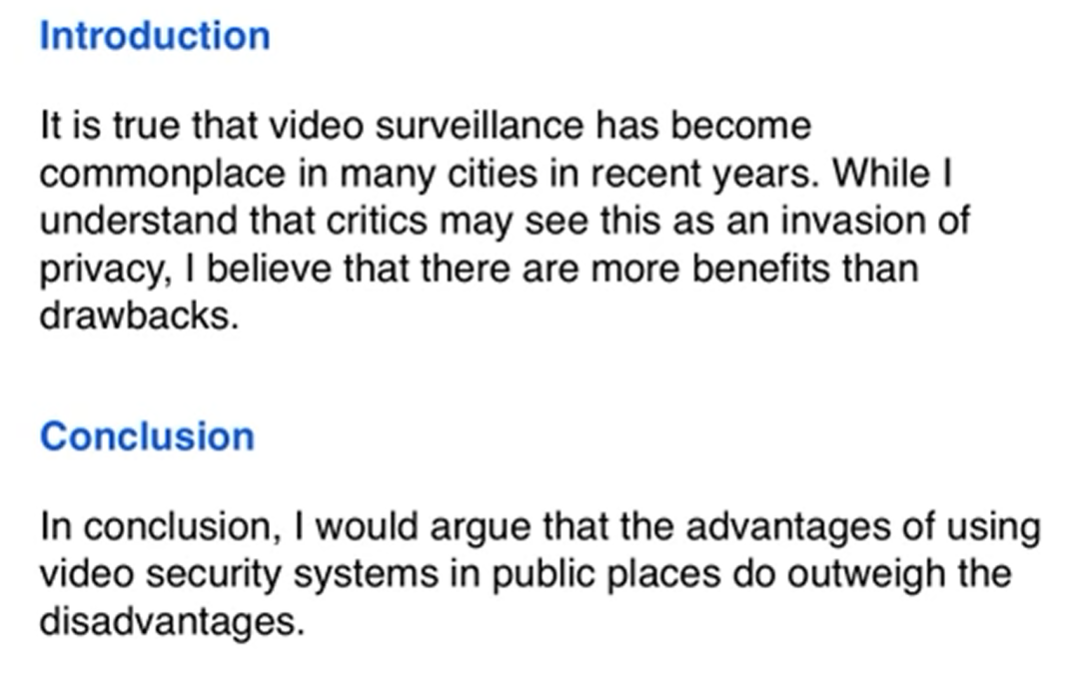 Introduction
It is true that video surveillance has become
commonplace in many cities in recent years. While I
understand that critics may see this as an invasion of
privacy, I believe that there are more benefits than
drawbacks.
Conclusion
In conclusion, I would argue that the advantages of using
video security systems in public places do outweigh the
disadvantages.